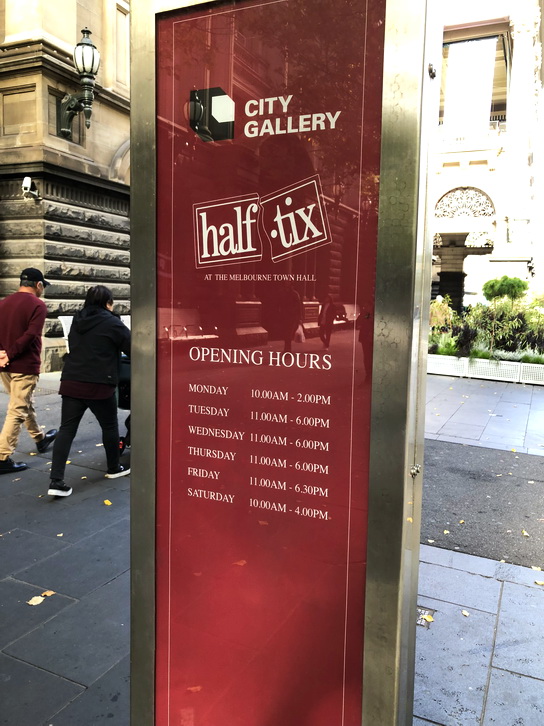 CITY
GALLERY
half·tix
AT THE MELBOURNE TOWN HALL
OPENING HOURS
MONDAY 10.00AM - 2.00PM
TUESDAY 11.00AM - 6.00PM
WEDNESDAY 11.00AM - 6.00PM
THURSDAY 11.00AM - 6.00PM
FRIDAY 11.00AM - 6.30PM
SATURDAY 10.00AM - 4.00PM